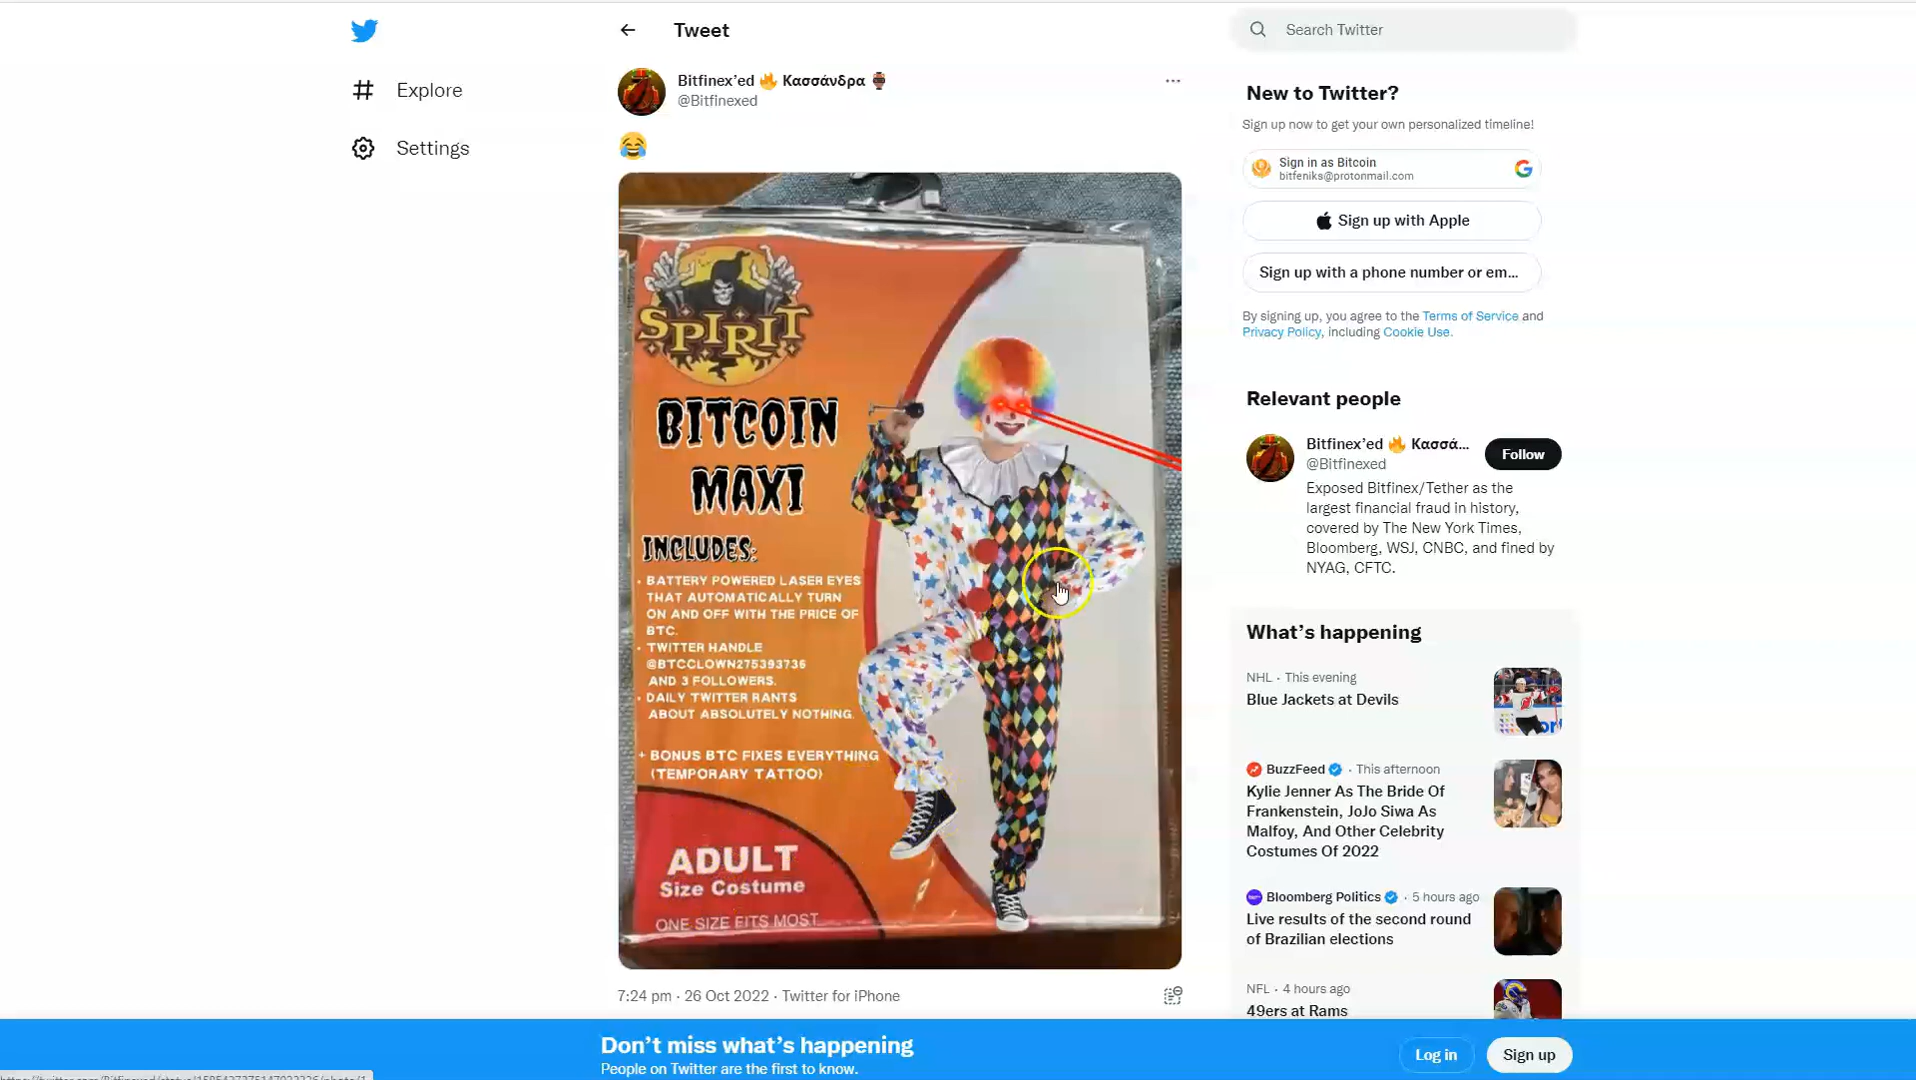 Tweet
Search Twitter
Explore
Settings
Bitfinex'ed 🔥 Κασσάνδρα
@Bitfinexed
😂
SPIRIT
BITCOIN
MAXI
INCLUDES:
• BATTERY POWERED LASER EYES
THAT AUTOMATICALLY TURN
ON AND OFF WITH THE PRICE OF
BTC.
• TWITTER HANDLE
@BTCCLOWN275393736
AND 3 FOLLOWERS.
• DAILY TWITTER RANTS
ABOUT ABSOLUTELY NOTHING.
+ BONUS BTC FIXES EVERYTHING
(TEMPORARY TATTOO)
ADULT
Size Costume
ONE SIZE FITS MOST
7:24 pm · 26 Oct 2022 · Twitter for iPhone
New to Twitter?
Sign up now to get your own personalized timeline!
Sign in as Bitcoin
bitfeniks@protonmail.com
Sign up with Apple
Sign up with a phone number or em...
By signing up, you agree to the Terms of Service and
Privacy Policy, including Cookie Use.
Relevant people
Bitfinex'ed 🔥 Κασσά...
@Bitfinexed
Follow
Exposed Bitfinex/Tether as the
largest financial fraud in history,
covered by The New York Times,
Bloomberg, WSJ, CNBC, and fined by
NYAG, CFTC.
What's happening
NHL · This evening
Blue Jackets at Devils
BuzzFeed · This afternoon
Kylie Jenner As The Bride Of
Frankenstein, JoJo Siwa As
Malfoy, And Other Celebrity
Costumes Of 2022
Bloomberg Politics · 5 hours ago
Live results of the second round
of Brazilian elections
NFL · 4 hours ago
49ers at Rams
Don't miss what's happening
People on Twitter are the first to know.
Log in
Sign up